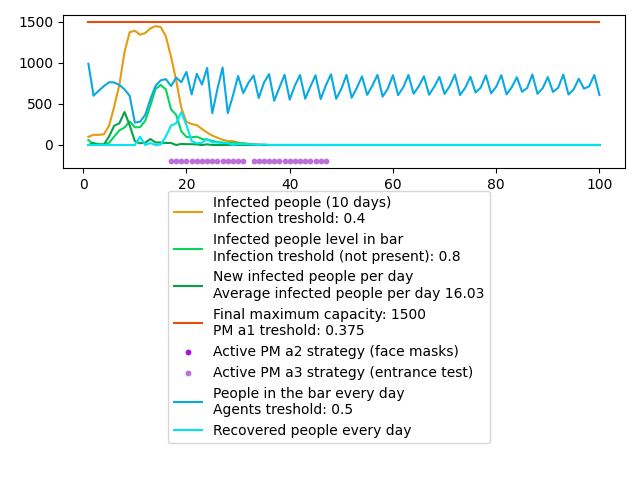 1500
1000
500
0
0 20 40 60 80 100
Infected people (10 days)
Infection treshold: 0.4
Infected people level in bar
Infection treshold (not present): 0.8
New infected people per day
Average infected people per day 16.03
Final maximum capacity: 1500
PM a1 treshold: 0.375
Active PM a2 strategy (face masks)
Active PM a3 strategy (entrance test)
People in the bar every day
Agents treshold: 0.5
Recovered people every day